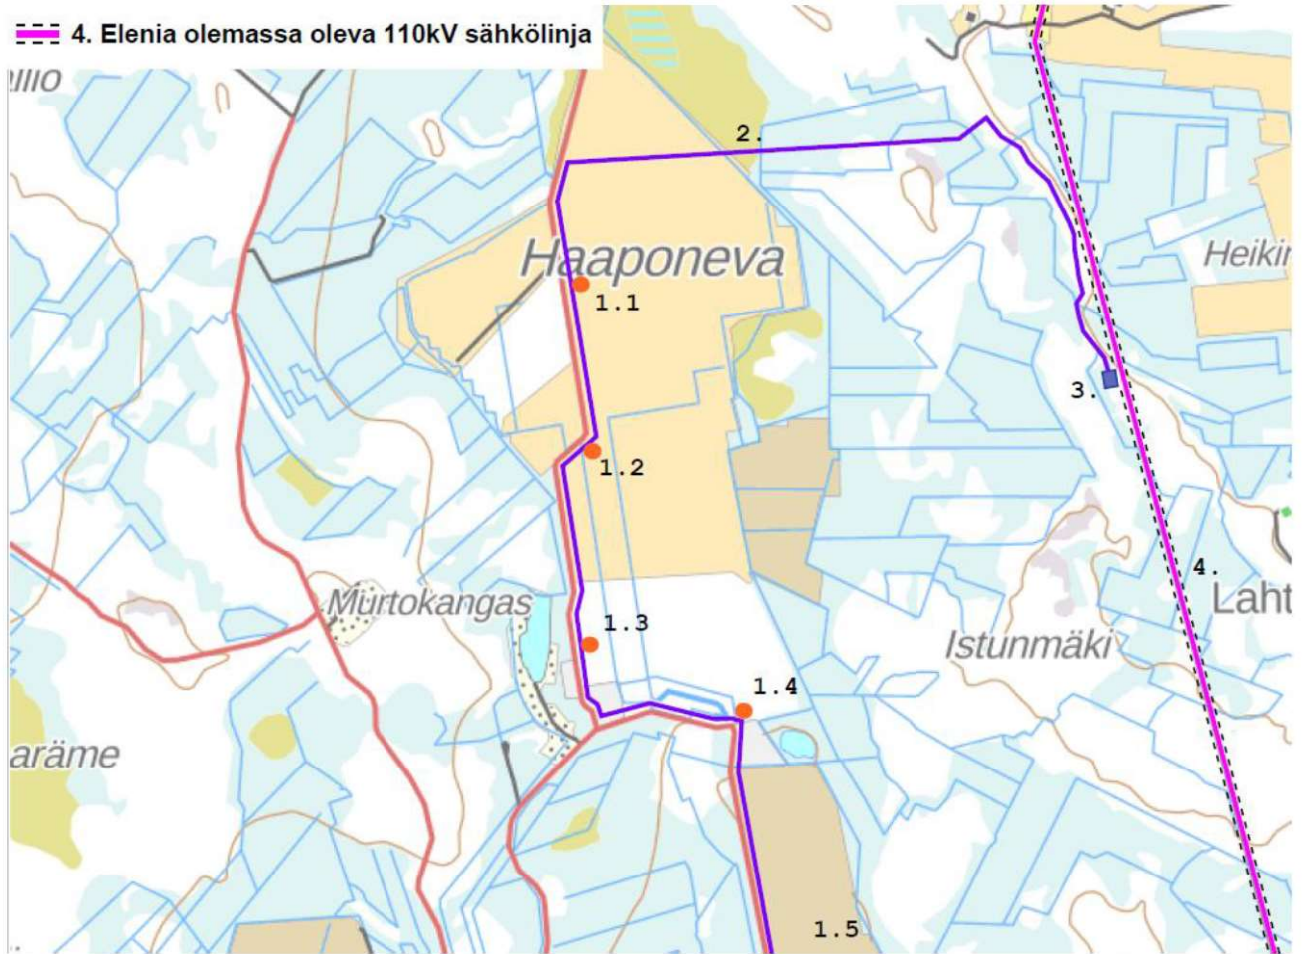 4. Elenia olemassa oleva 110kV sähkölinja
2.
Haaponeva
Heikin
1.1
3.
1.2
4.
Murtokangas
1.3
Laht
Istunmäki
1.4
aräme
1.5